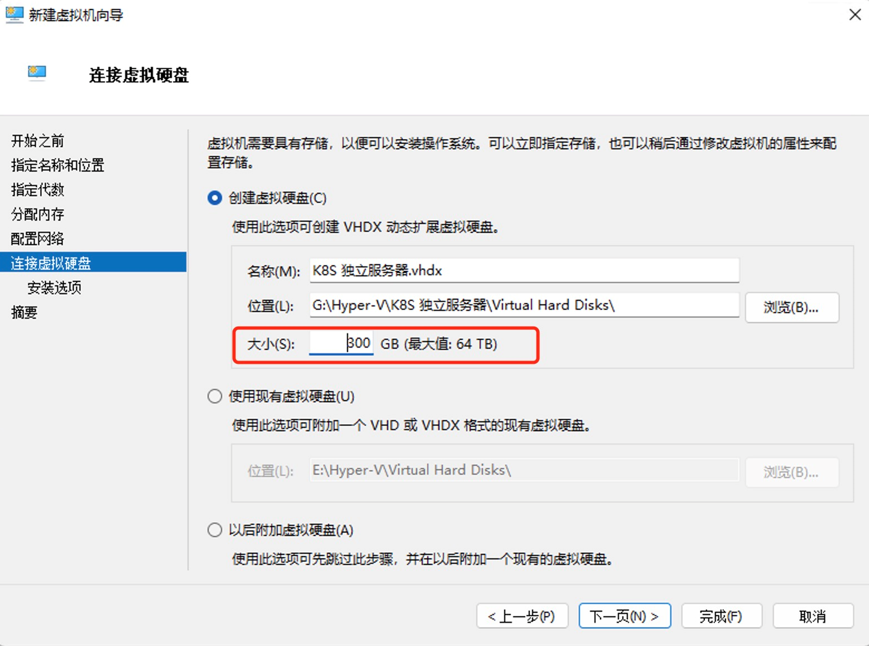 新建虚拟机向导
连接虚拟硬盘
开始之前
指定名称和位置
指定代数
分配内存
配置网络
连接虚拟硬盘
安装选项
摘要
虚拟机需要具有存储，以便可以安装操作系统。可以立即指定存储，也可以稍后通过修改虚拟机的属性来配
置存储。
创建虚拟硬盘(C)
使用此选项可创建 VHDX 动态扩展虚拟硬盘。
名称(M): K8S 独立服务器.vhdx
位置(L): G:\Hyper-V\K8S 独立服务器\Virtual Hard Disks\ 浏览(B)...
大小(S): 300 GB (最大值: 64 TB)
使用现有虚拟硬盘(U)
使用此选项可附加一个 VHD 或 VHDX 格式的现有虚拟硬盘。
位置(L): E:\Hyper-V\Virtual Hard Disks\ 浏览(B)...
以后附加虚拟硬盘(A)
使用此选项可先跳过此步骤，并在以后附加一个现有的虚拟硬盘。
< 上一步(P) 下一页(N) > 完成(F) 取消